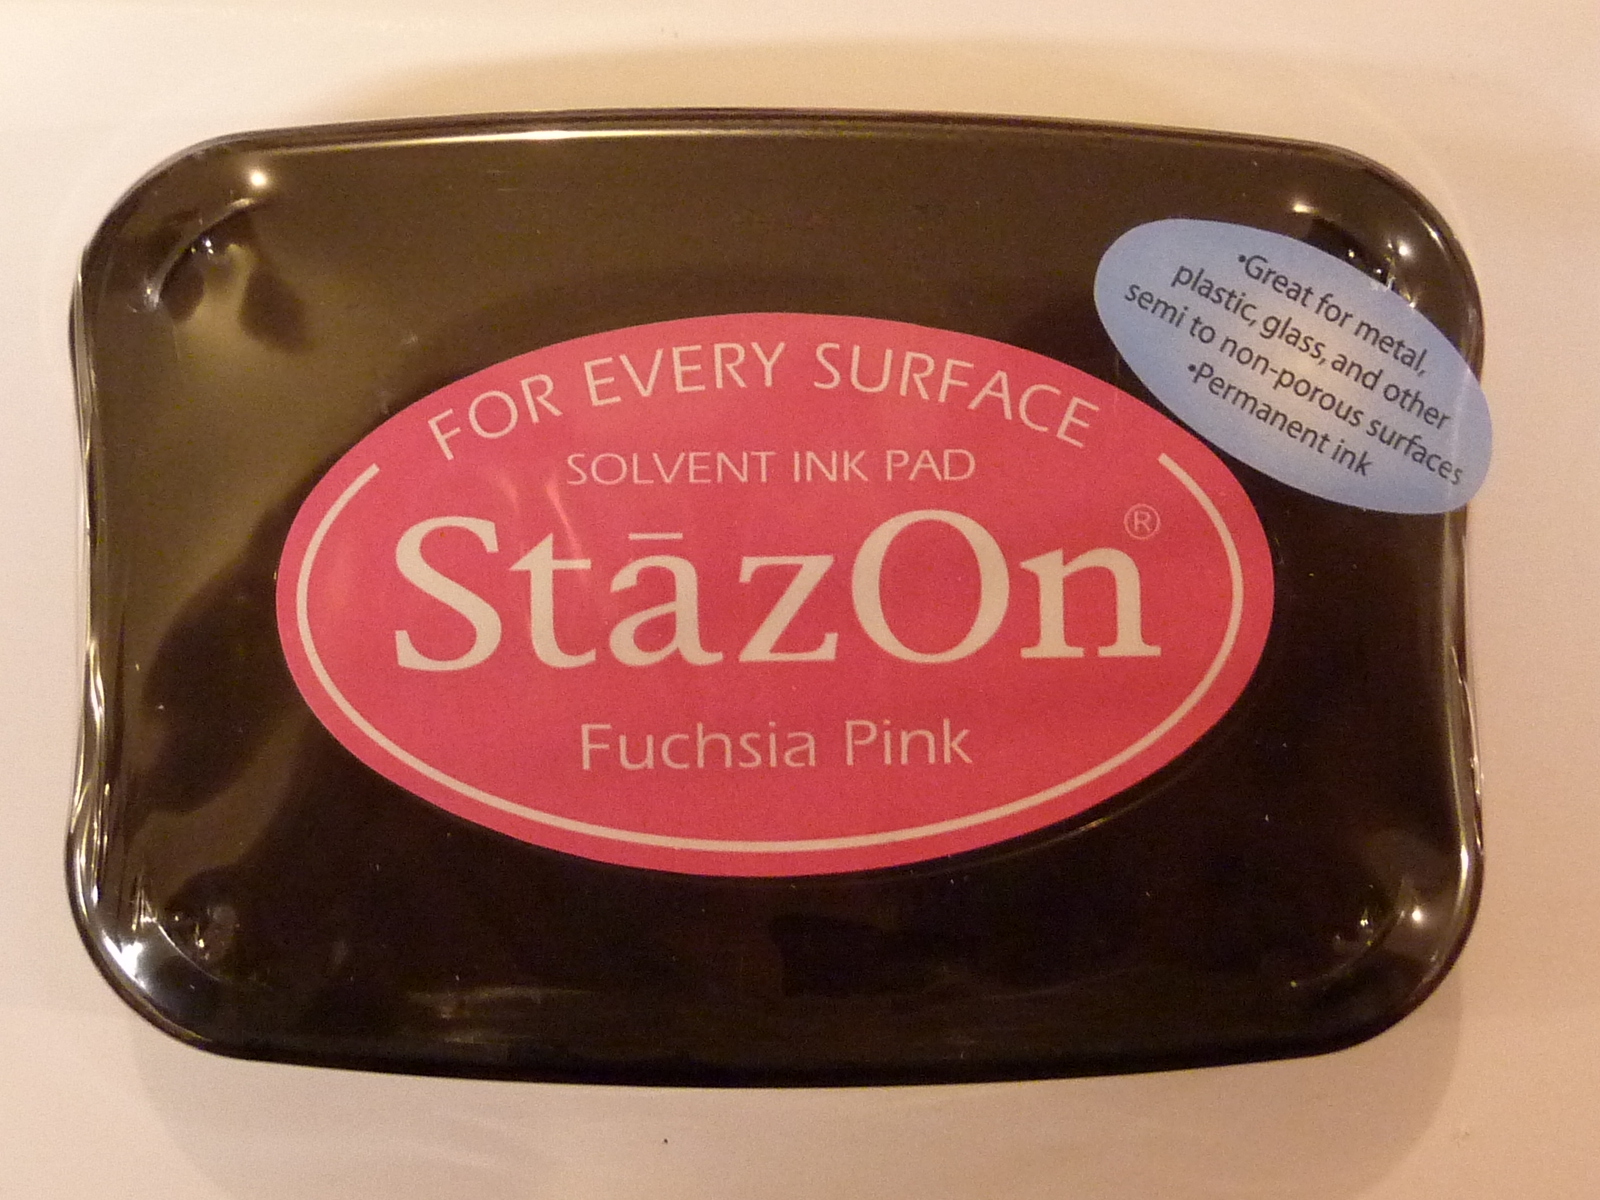 FOR EVERY SURFACE
SOLVENT INK PAD
StāzOn®
Fuchsia Pink
•Great for metal,
plastic, glass, and other
semi to non-porous surfaces
•Permanent ink